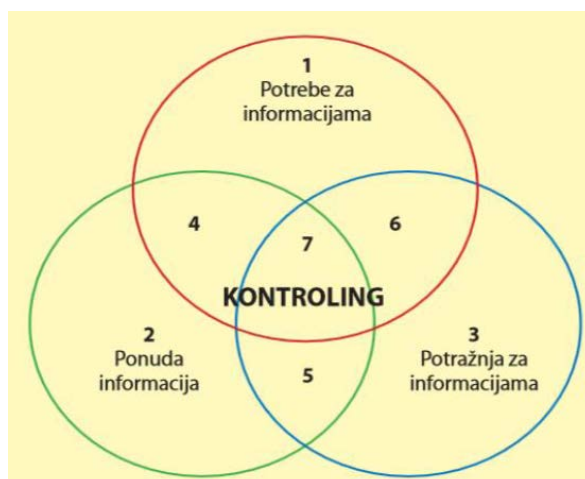 1
Potrebe za
informacijama
4
6
7
KONTROLING
2
Ponuda
informacija
3
Potražnja za
informacijama
5